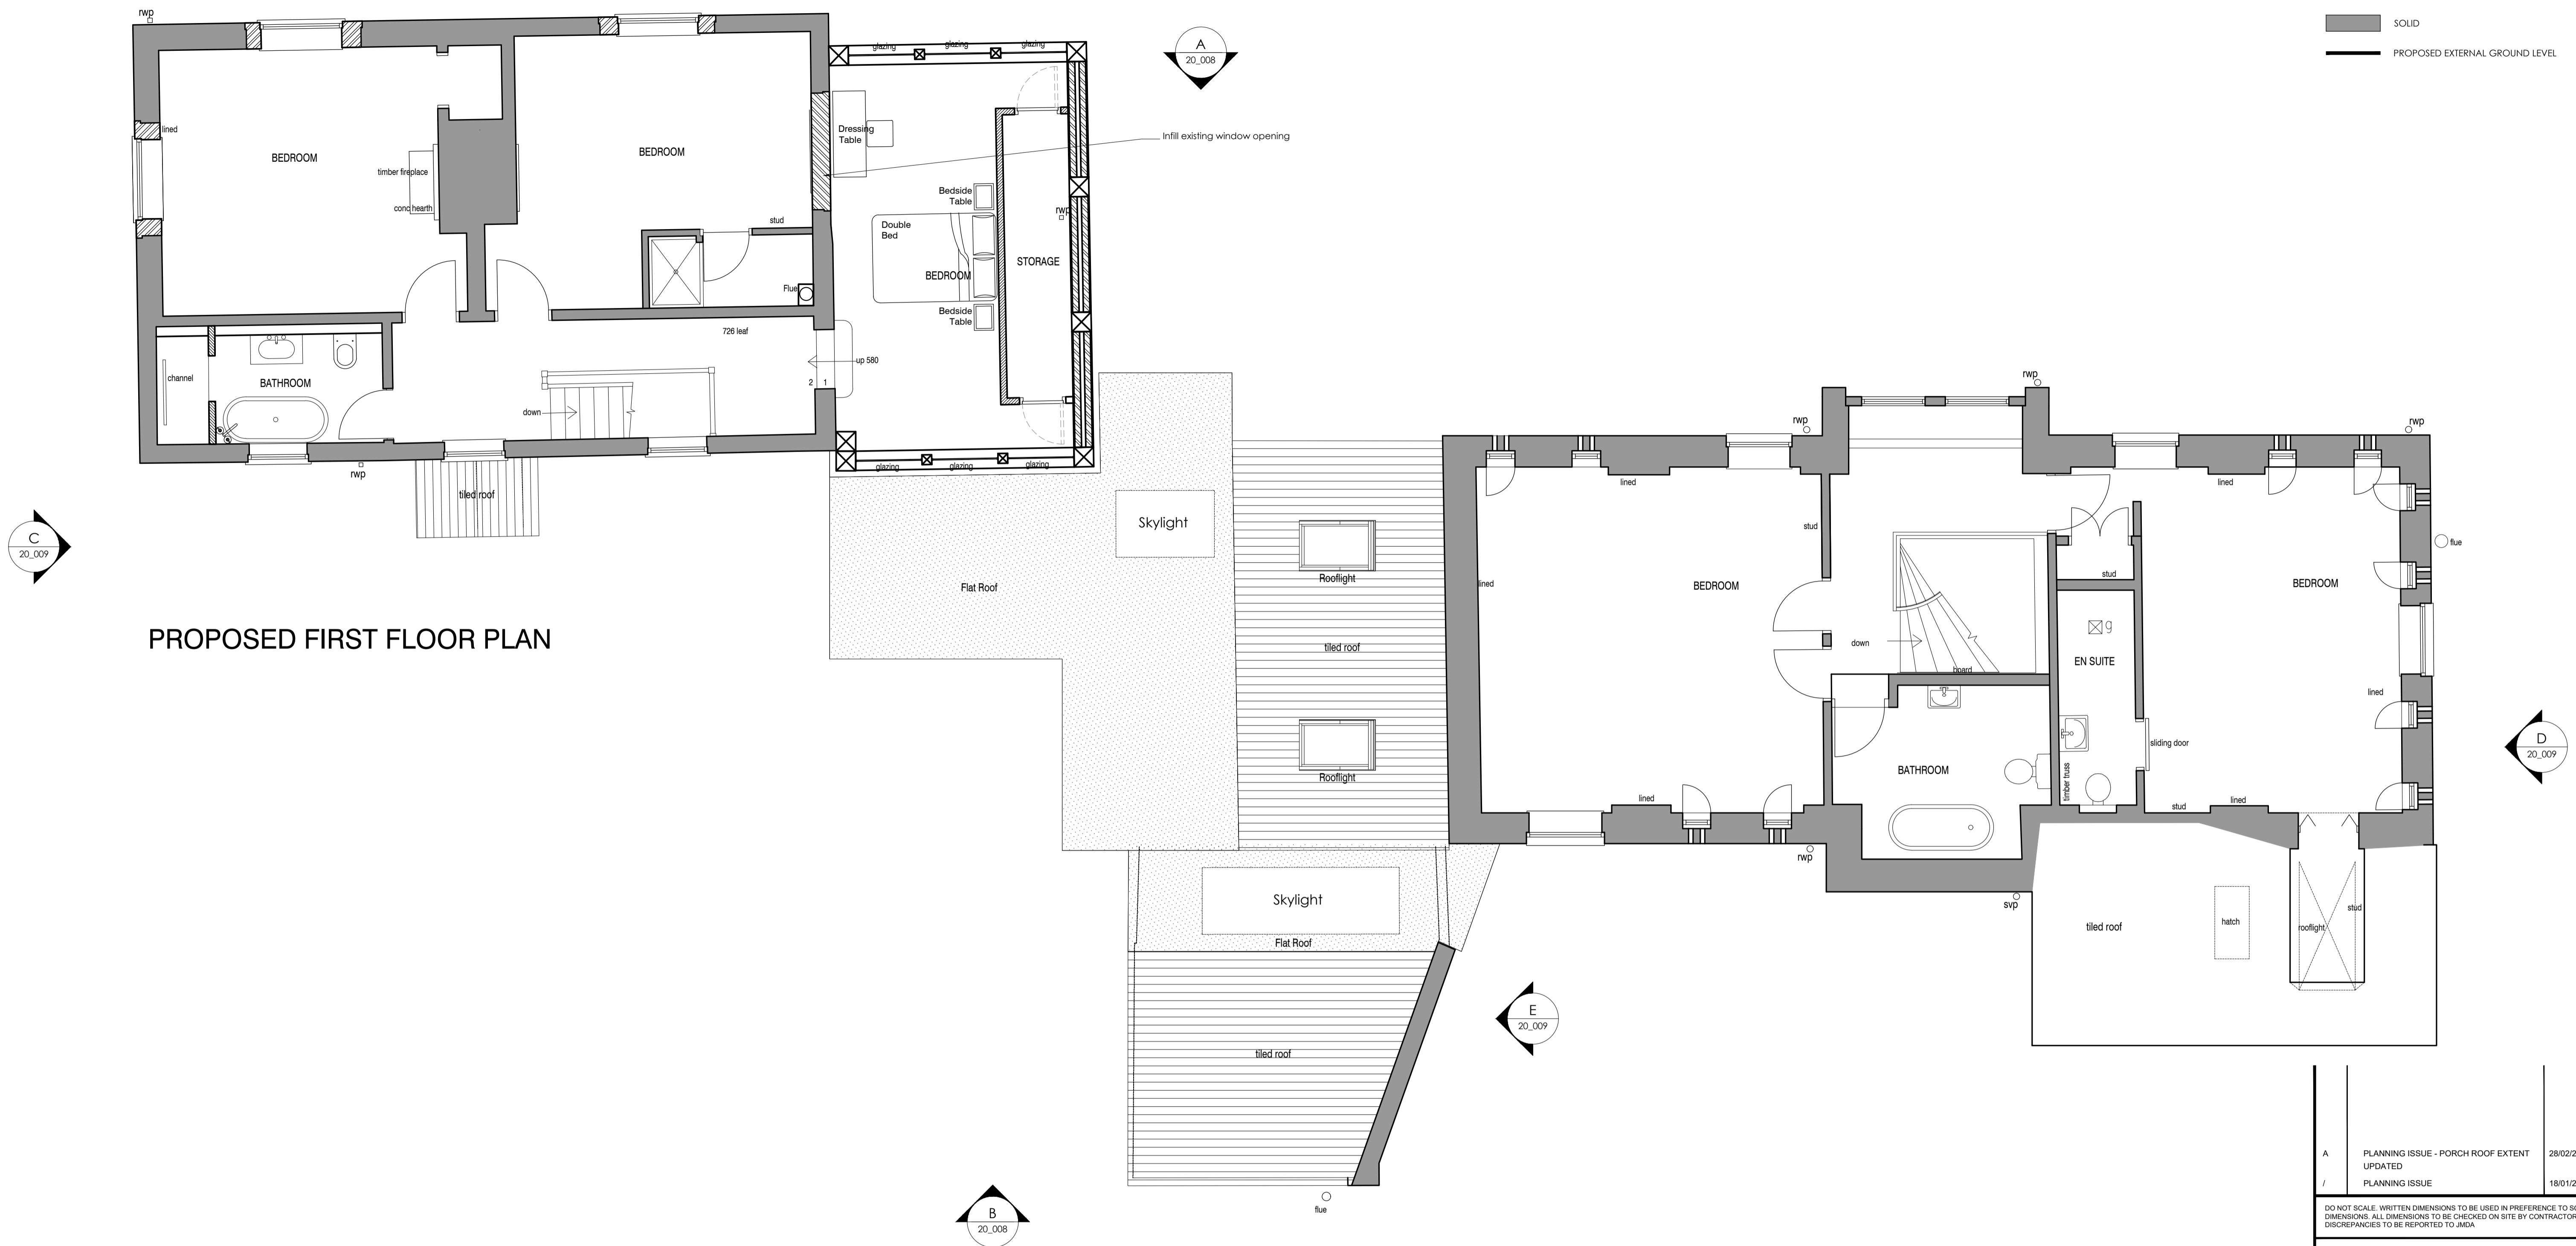 rwp
SOLID
PROPOSED EXTERNAL GROUND LEVEL
A
20_008
glazing
glazing
glazing
lined
BEDROOM
timber fireplace
conc hearth
BEDROOM
stud
Flue
Dressing
Table
Infill existing window opening
Bedside
Table
rwp
Double
Bed
BEDROOM
STORAGE
Bedside
Table
726 leaf
up 580
2 1
channel
BATHROOM
down
rwp
tiled roof
glazing
glazing
glazing
C
20_009
PROPOSED FIRST FLOOR PLAN
Skylight
Flat Roof
Rooflight
tiled roof
Rooflight
Skylight
Flat Roof
tiled roof
flue
B
20_008
E
20_009
rwp
rwp
rwp
lined
lined
stud
lined
BEDROOM
down
board
stud
g
EN SUITE
BEDROOM
flue
lined
sliding door
timber truss
BATHROOM
lined
stud
lined
rwp
svp
tiled roof
hatch
rooflight
stud
D
20_009
A PLANNING ISSUE - PORCH ROOF EXTENT 28/02/2
UPDATED
/ PLANNING ISSUE 18/01/2
DO NOT SCALE. WRITTEN DIMENSIONS TO BE USED IN PREFERENCE TO SC
DIMENSIONS. ALL DIMENSIONS TO BE CHECKED ON SITE BY CONTRACTOR
DISCREPANCIES TO BE REPORTED TO JMDA